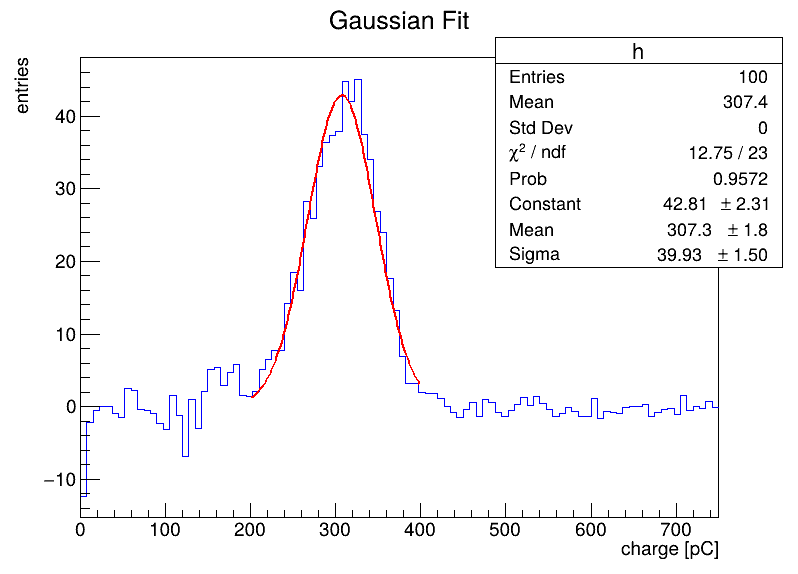 Gaussian Fit
entries
h
Entries 100
Mean 307.4
Std Dev 0
χ² / ndf 12.75 / 23
Prob 0.9572
Constant 42.81 ± 2.31
Mean 307.3 ± 1.8
Sigma 39.93 ± 1.50
40
30
20
10
0
−10
0 100 200 300 400 500 600 700
charge [pC]